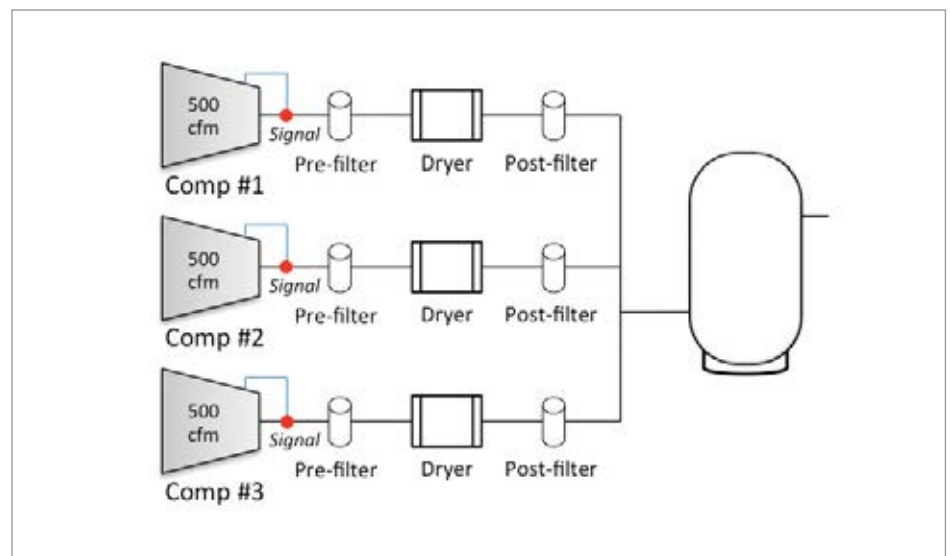 500
cfm
Signal
Pre-filter
Dryer
Post-filter
Comp #1
500
cfm
Signal
Pre-filter
Dryer
Post-filter
Comp #2
500
cfm
Signal
Pre-filter
Dryer
Post-filter
Comp #3